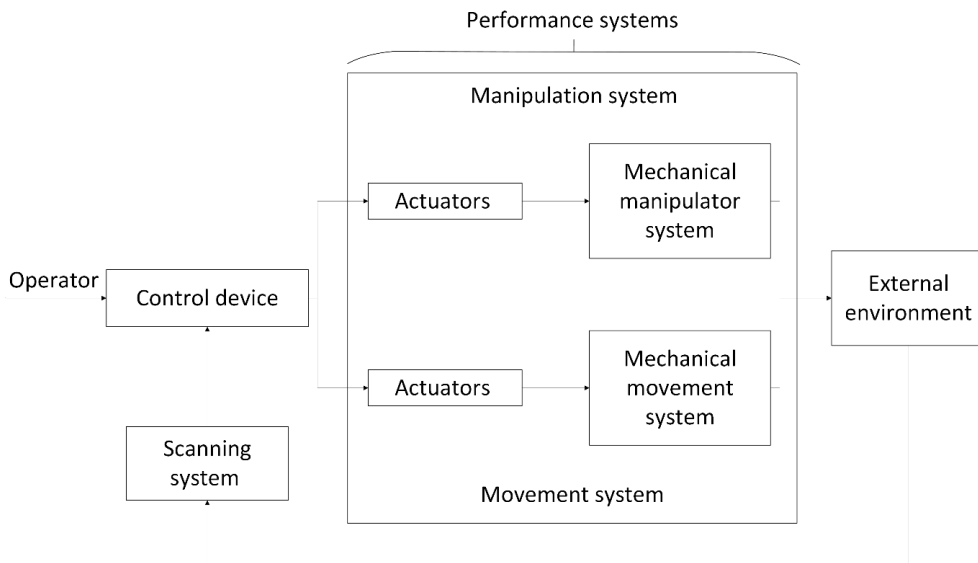 Performance systems
Manipulation system
Actuators
Mechanical
manipulator
system
Operator
Control device
External
environment
Actuators
Mechanical
movement
system
Scanning
system
Movement system